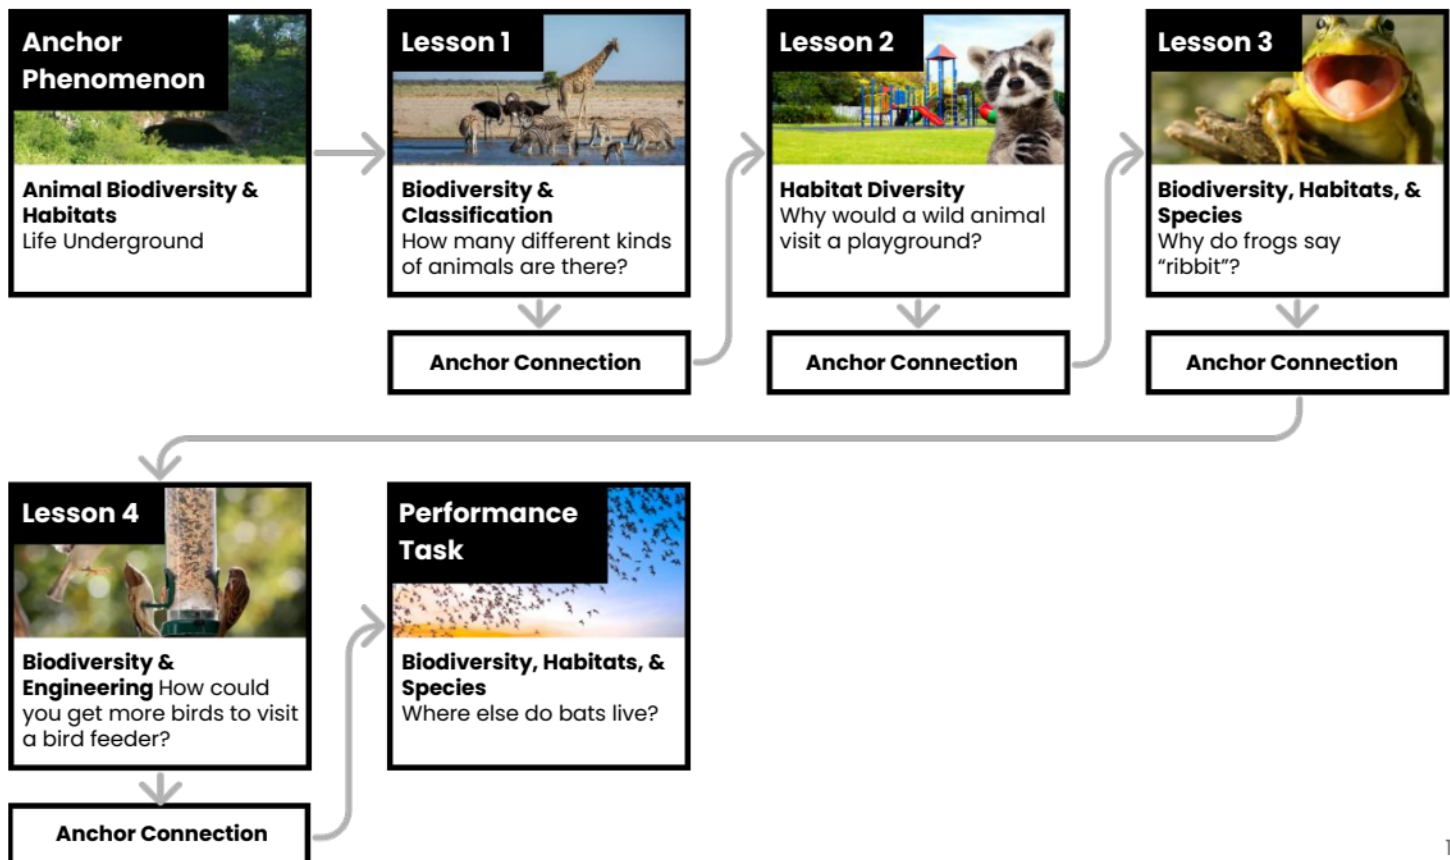 Anchor
Phenomenon
Animal Biodiversity &
Habitats
Life Underground
Lesson 1
Biodiversity &
Classification
How many different kinds
of animals are there?
Anchor Connection
Lesson 2
Habitat Diversity
Why would a wild animal
visit a playground?
Anchor Connection
Lesson 3
Biodiversity, Habitats, &
Species
Why do frogs say
“ribbit”?
Anchor Connection
Lesson 4
Biodiversity &
Engineering How could
you get more birds to visit
a bird feeder?
Anchor Connection
Performance
Task
Biodiversity, Habitats, &
Species
Where else do bats live?
1